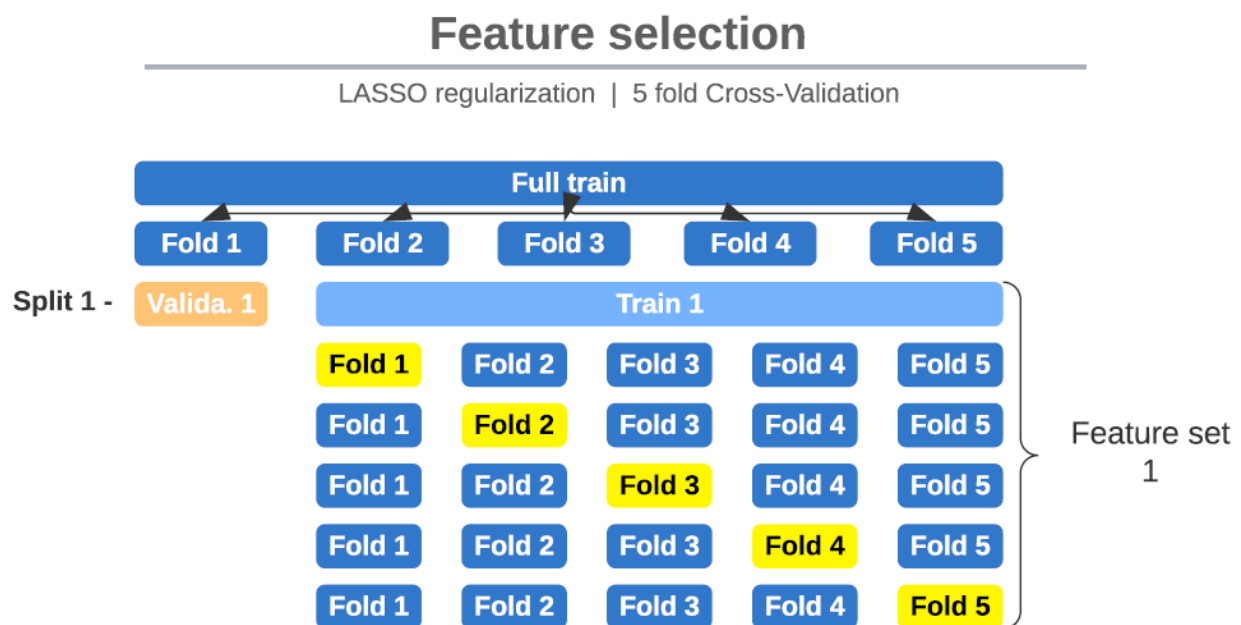 Feature selection
LASSO regularization | 5 fold Cross-Validation
Full train
Fold 1 Fold 2 Fold 3 Fold 4 Fold 5
Split 1 - Valida. 1 Train 1
Fold 1 Fold 2 Fold 3 Fold 4 Fold 5
Fold 1 Fold 2 Fold 3 Fold 4 Fold 5
Fold 1 Fold 2 Fold 3 Fold 4 Fold 5
Fold 1 Fold 2 Fold 3 Fold 4 Fold 5
Fold 1 Fold 2 Fold 3 Fold 4 Fold 5
Feature set
1